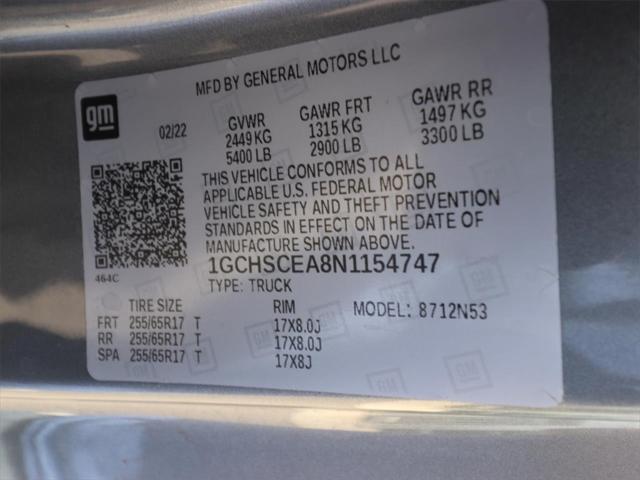 MFD BY GENERAL MOTORS LLC
gm
02/22
GVWR GAWR FRT GAWR RR
2449 KG 1315 KG 1497 KG
5400 LB 2900 LB 3300 LB
THIS VEHICLE CONFORMS TO ALL
APPLICABLE U.S. FEDERAL MOTOR
VEHICLE SAFETY AND THEFT PREVENTION
STANDARDS IN EFFECT ON THE DATE OF
MANUFACTURE SHOWN ABOVE.
464C
1GCHSCEA8N1154747
TYPE: TRUCK
TIRE SIZE RIM MODEL: 8712N53
FRT 255/65R17 T 17X8.0J
RR 255/65R17 T 17X8.0J
SPA 255/65R17 T 17X8J